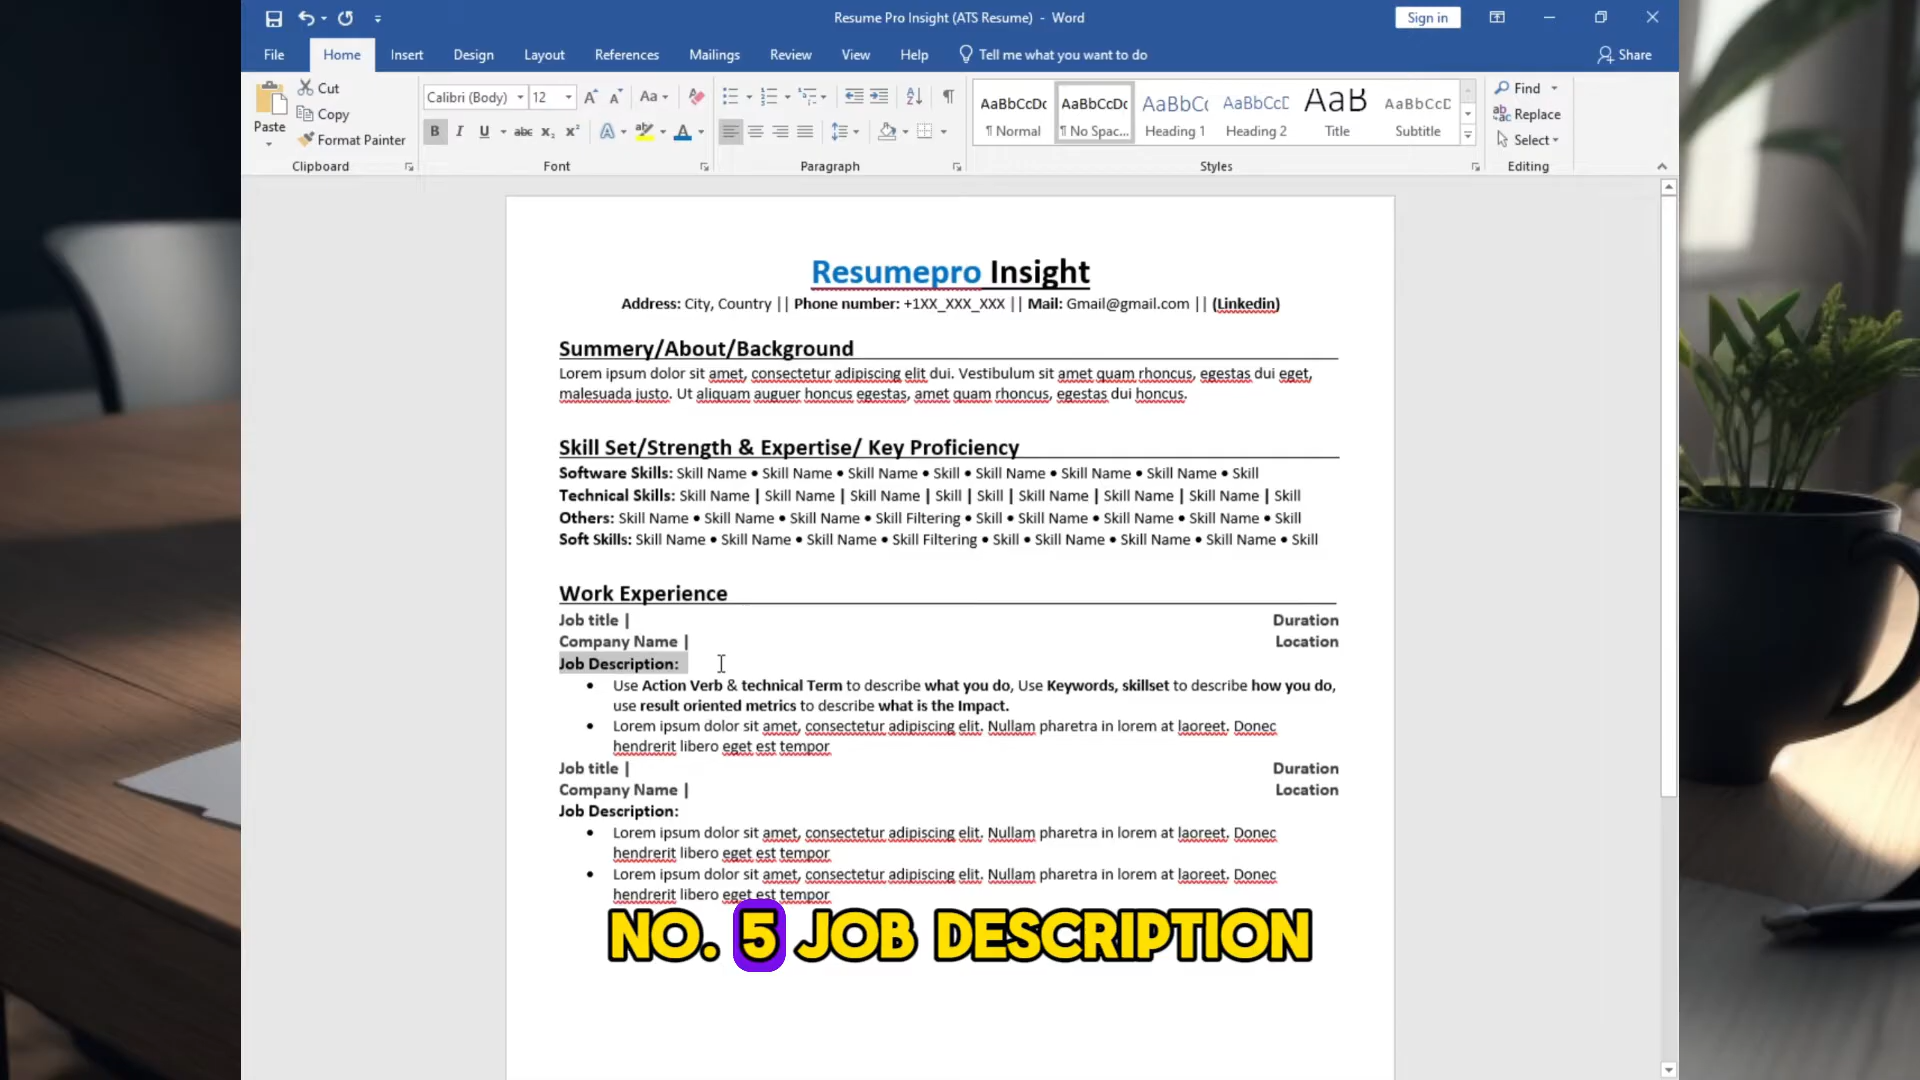 Resume Pro Insight (ATS Resume) - Word
Sign in
File Home Insert Design Layout References Mailings Review View Help Tell me what you want to do Share
Paste
Cut
Copy
Format Painter
Clipboard
Calibri (Body) 12
Font
Paragraph
AaBbCcDc AaBbCcDc AaBbC AaBbCcD AaB AaBbCcD
¶ Normal ¶ No Spac... Heading 1 Heading 2 Title Subtitle
Styles
Find
Replace
Select
Editing
Resumepro Insight
Address: City, Country || Phone number: +1XX_XXX_XXX || Mail: Gmail@gmail.com || (Linkedin)
Summery/About/Background
Lorem ipsum dolor sit amet, consectetur adipiscing elit dui. Vestibulum sit amet quam rhoncus, egestas dui eget,
malesuada justo. Ut aliquam auguer honcus egestas, amet quam rhoncus, egestas dui honcus.
Skill Set/Strength & Expertise/ Key Proficiency
Software Skills: Skill Name • Skill Name • Skill Name • Skill • Skill Name • Skill Name • Skill Name • Skill
Technical Skills: Skill Name | Skill Name | Skill Name | Skill | Skill | Skill Name | Skill Name | Skill Name | Skill
Others: Skill Name • Skill Name • Skill Name • Skill Filtering • Skill • Skill Name • Skill Name • Skill Name • Skill
Soft Skills: Skill Name • Skill Name • Skill Name • Skill Filtering • Skill • Skill Name • Skill Name • Skill Name • Skill
Work Experience
Job title | Duration
Company Name | Location
Job Description:
• Use Action Verb & technical Term to describe what you do, Use Keywords, skillset to describe how you do,
use result oriented metrics to describe what is the Impact.
• Lorem ipsum dolor sit amet, consectetur adipiscing elit. Nullam pharetra in lorem at laoreet. Donec
hendrerit libero eget est tempor
Job title | Duration
Company Name | Location
Job Description:
• Lorem ipsum dolor sit amet, consectetur adipiscing elit. Nullam pharetra in lorem at laoreet. Donec
hendrerit libero eget est tempor
• Lorem ipsum dolor sit amet, consectetur adipiscing elit. Nullam pharetra in lorem at laoreet. Donec
hendrerit libero eget est tempor
NO. 5 JOB DESCRIPTION